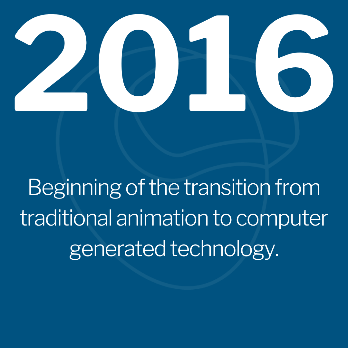 2016
Beginning of the transition from
traditional animation to computer
generated technology.